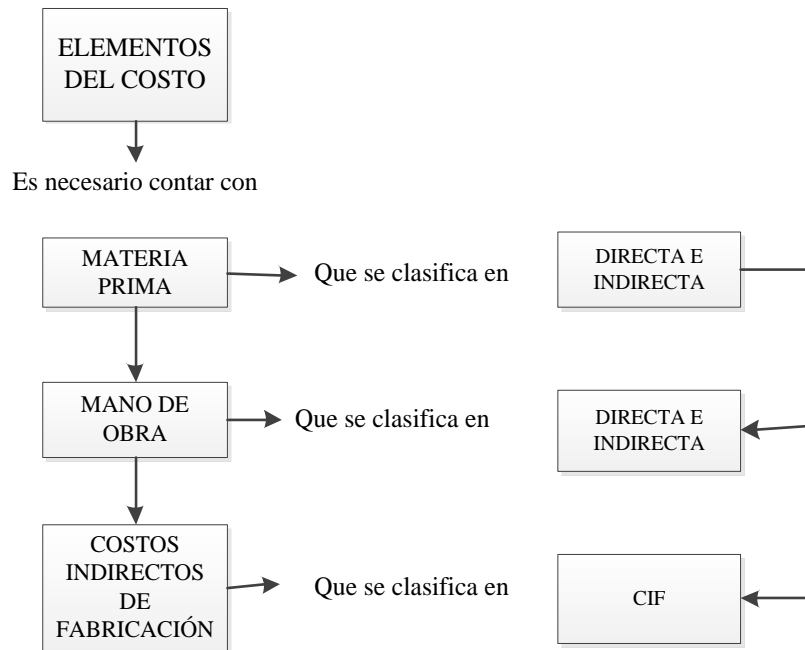 ELEMENTOS
DEL COSTO
Es necesario contar con
MATERIA
PRIMA
Que se clasifica en
DIRECTA E
INDIRECTA
MANO DE
OBRA
Que se clasifica en
DIRECTA E
INDIRECTA
COSTOS
INDIRECTOS
DE
FABRICACIÓN
Que se clasifica en
CIF